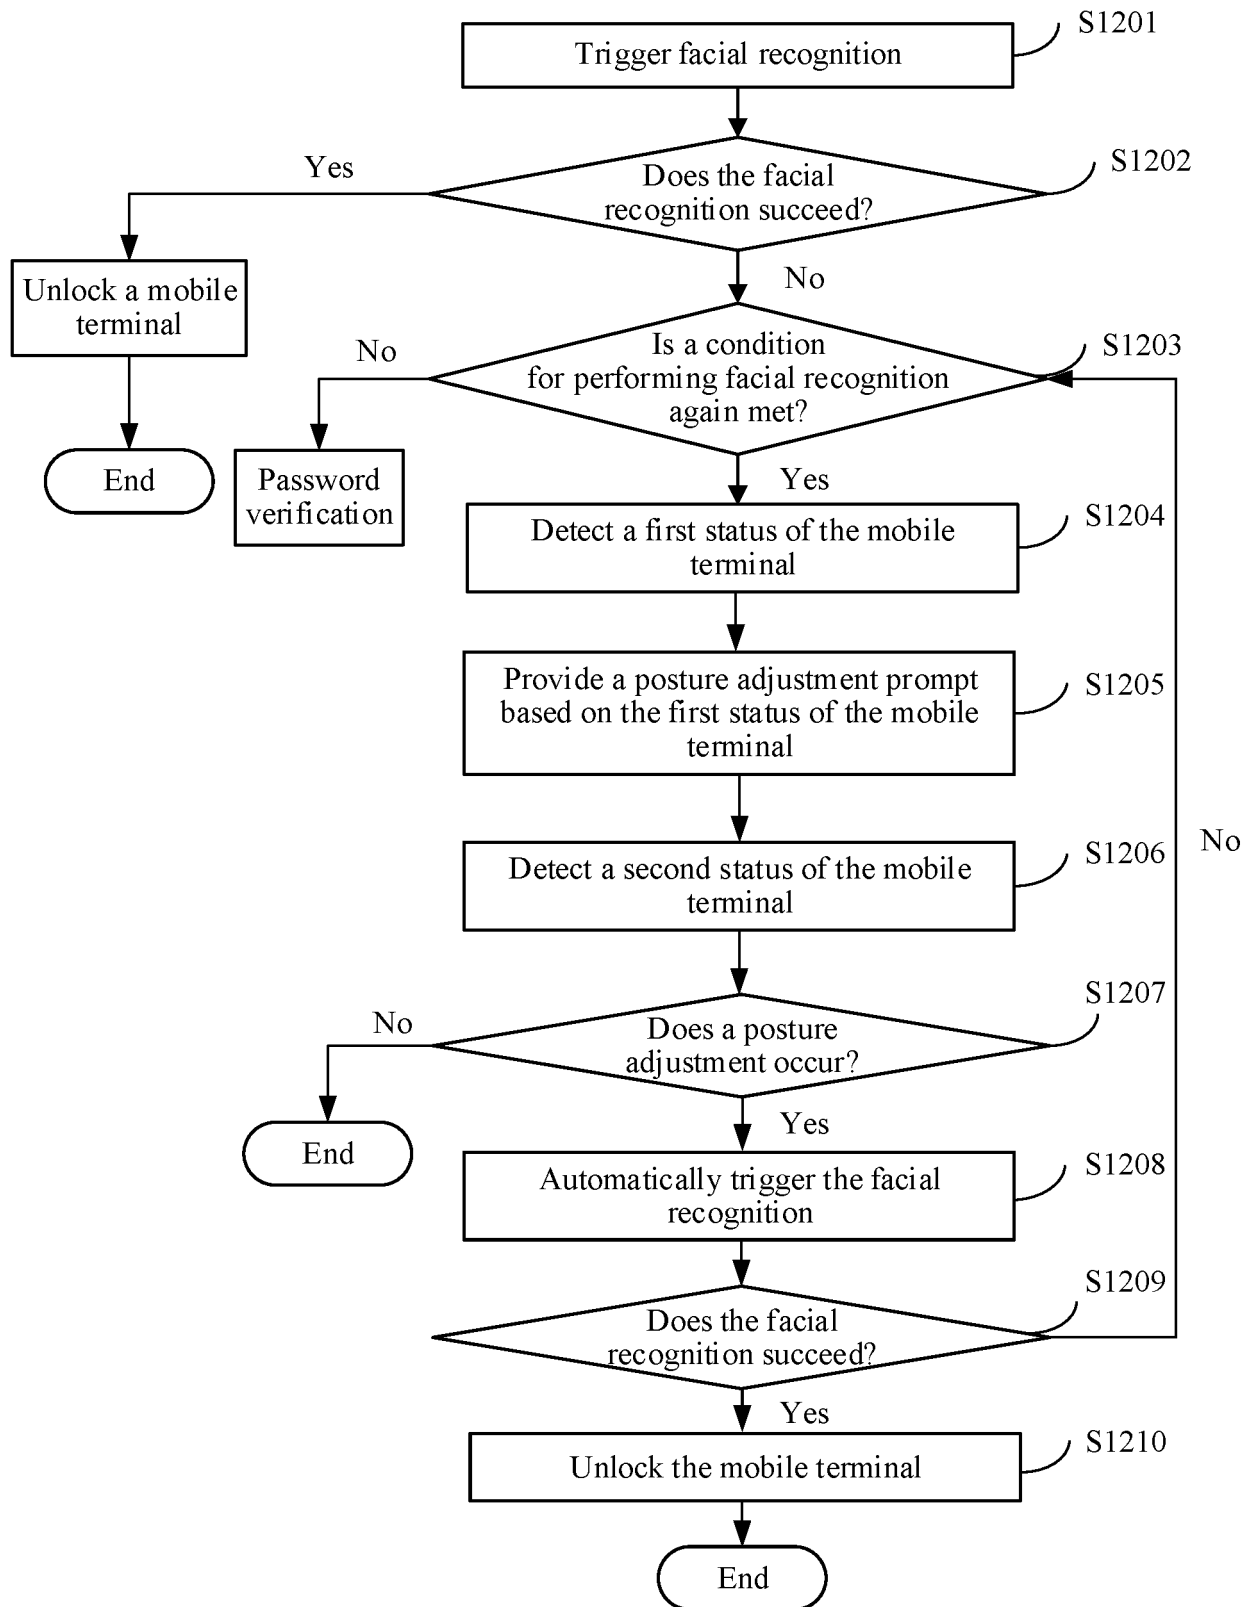 S1201
Trigger facial recognition
S1202
Yes
Does the facial
recognition succeed?
No
Unlock a mobile
terminal
S1203
No
Is a condition
for performing facial recognition
again met?
End
Password
verification
Yes
S1204
Detect a first status of the mobile
terminal
S1205
Provide a posture adjustment prompt
based on the first status of the mobile
terminal
No
S1206
Detect a second status of the mobile
terminal
S1207
No
Does a posture
adjustment occur?
Yes
End
S1208
Automatically trigger the facial
recognition
S1209
Does the facial
recognition succeed?
Yes
S1210
Unlock the mobile terminal
End